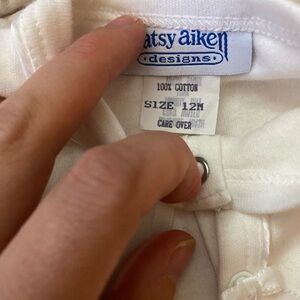 atsy aiken
•designs•
100% COTTON
SIZE 12M
CARE OVER